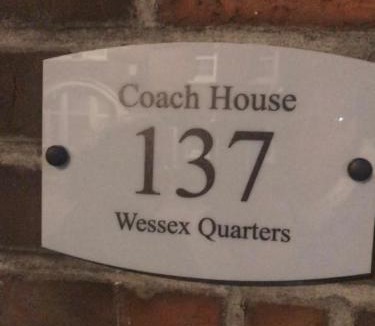 Coach House
137
Wessex Quarters